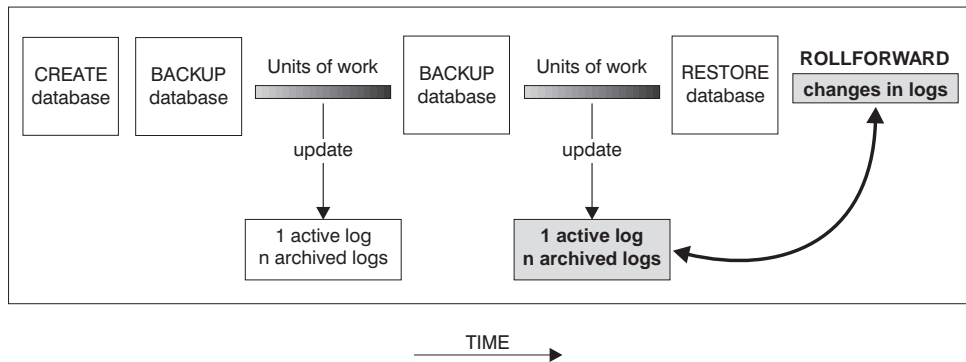 CREATE
database
BACKUP
database
Units of work
update
1 active log
n archived logs
BACKUP
database
Units of work
update
1 active log
n archived logs
RESTORE
database
ROLLFORWARD
changes in logs
TIME